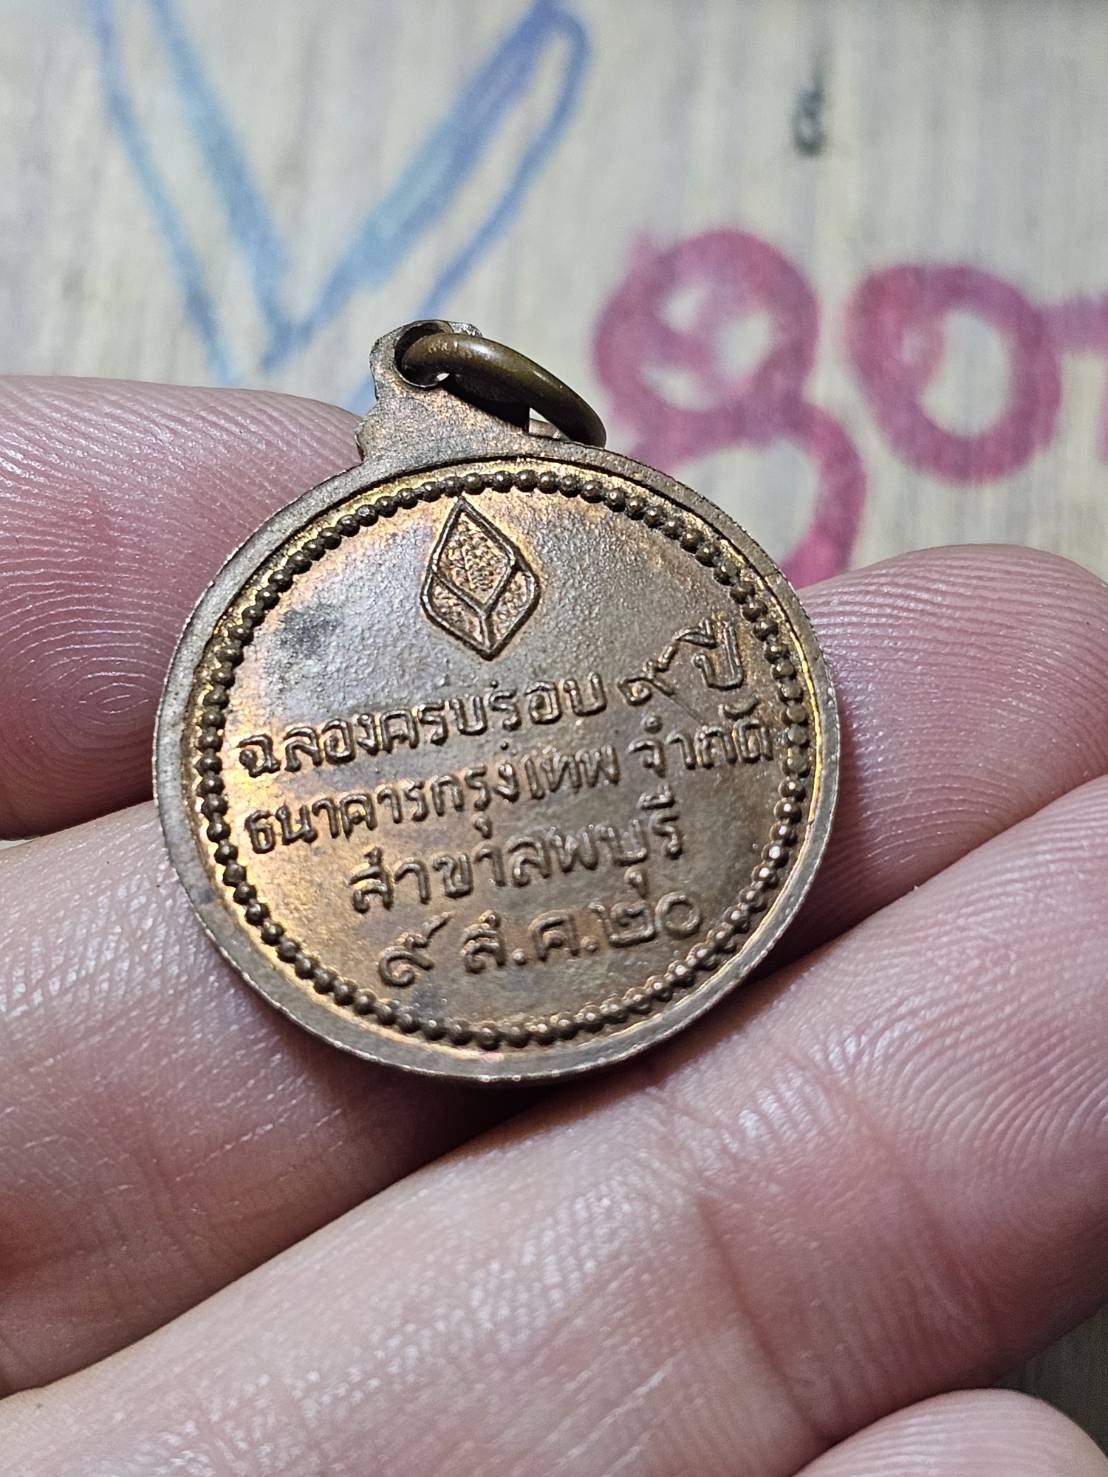 ฉลองครบรอบ ๙ ปี
ธนาคารกรุงเทพ จำกัด
สาขาลพบุรี
๙ ส.ค.๒๐